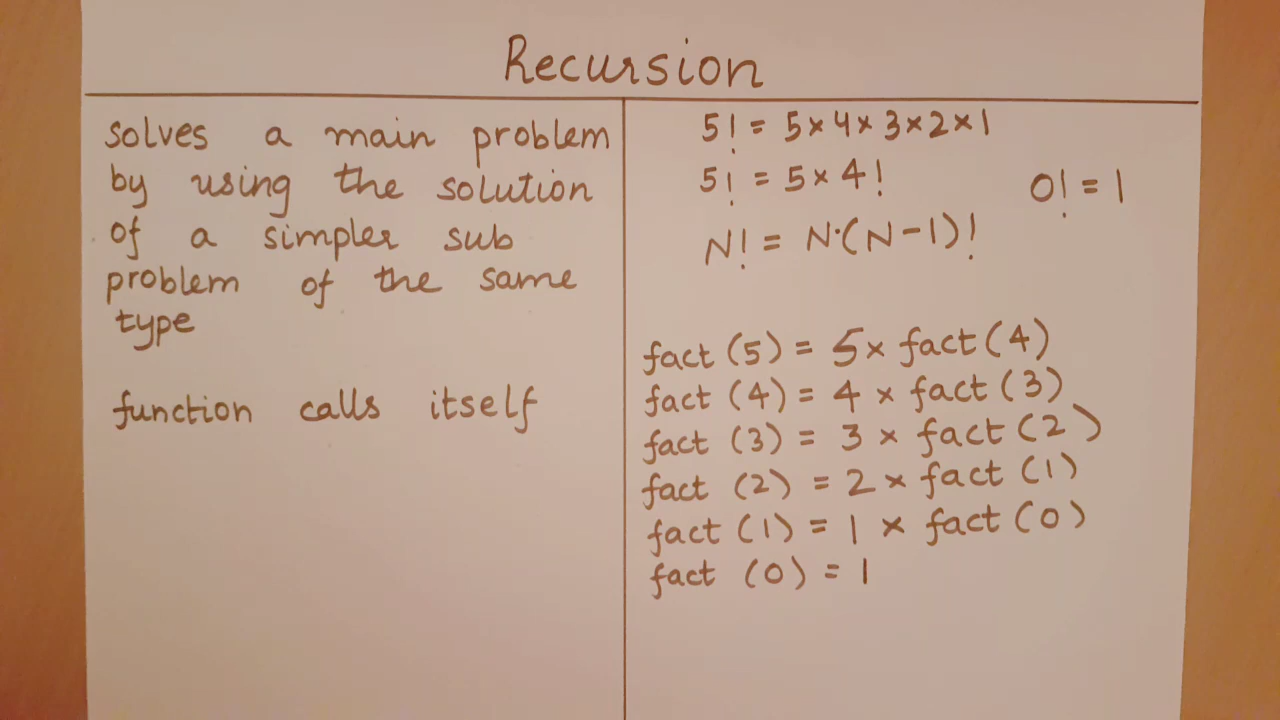 Recursion
solves a main problem
by using the solution
of a simpler sub
problem of the same
type
function calls itself
5! = 5 × 4 × 3 × 2 × 1
5! = 5 × 4!
0! = 1
N! = N·(N-1)!
fact (5) = 5 × fact (4)
fact (4) = 4 × fact (3)
fact (3) = 3 × fact (2)
fact (2) = 2 × fact (1)
fact (1) = 1 × fact (0)
fact (0) = 1